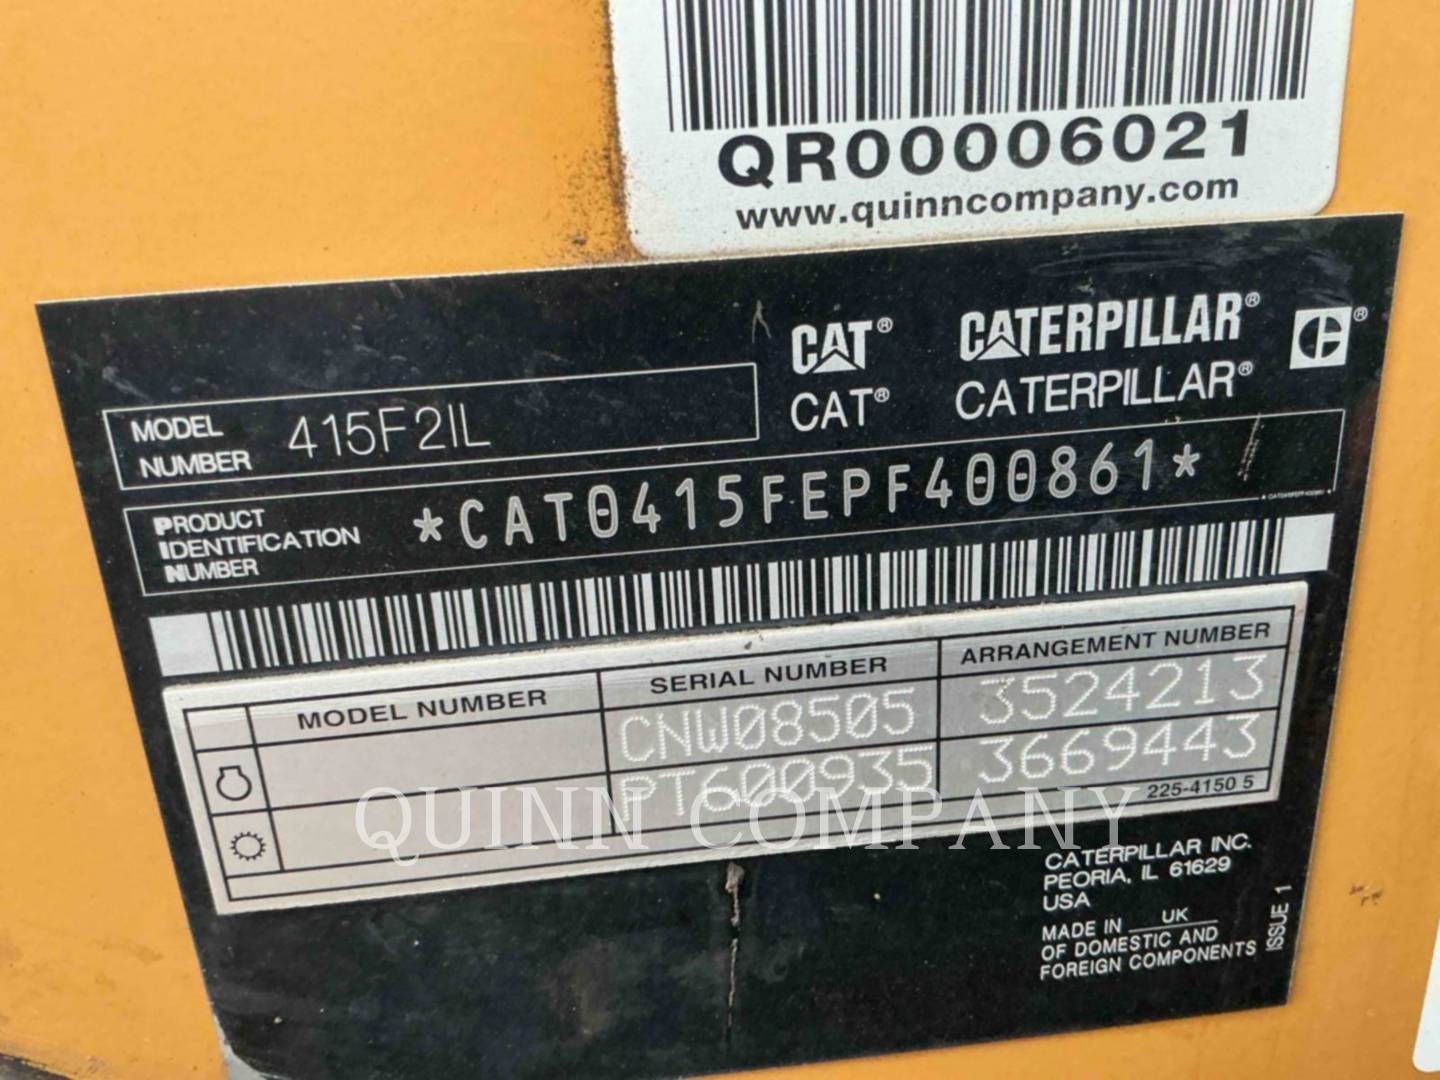 QR00006021
www.quinncompany.com
CAT® CATERPILLAR®
CAT® CATERPILLAR®
MODEL NUMBER 415F2IL
PRODUCT IDENTIFICATION NUMBER *CAT0415FEPF400861*
MODEL NUMBER SERIAL NUMBER ARRANGEMENT NUMBER
CNW08505 3524213
PT600935 3669443
225-4150 5
QUINN COMPANY
CATERPILLAR INC.
PEORIA, IL 61629
USA
MADE IN UK
OF DOMESTIC AND
FOREIGN COMPONENTS
ISSUE 1